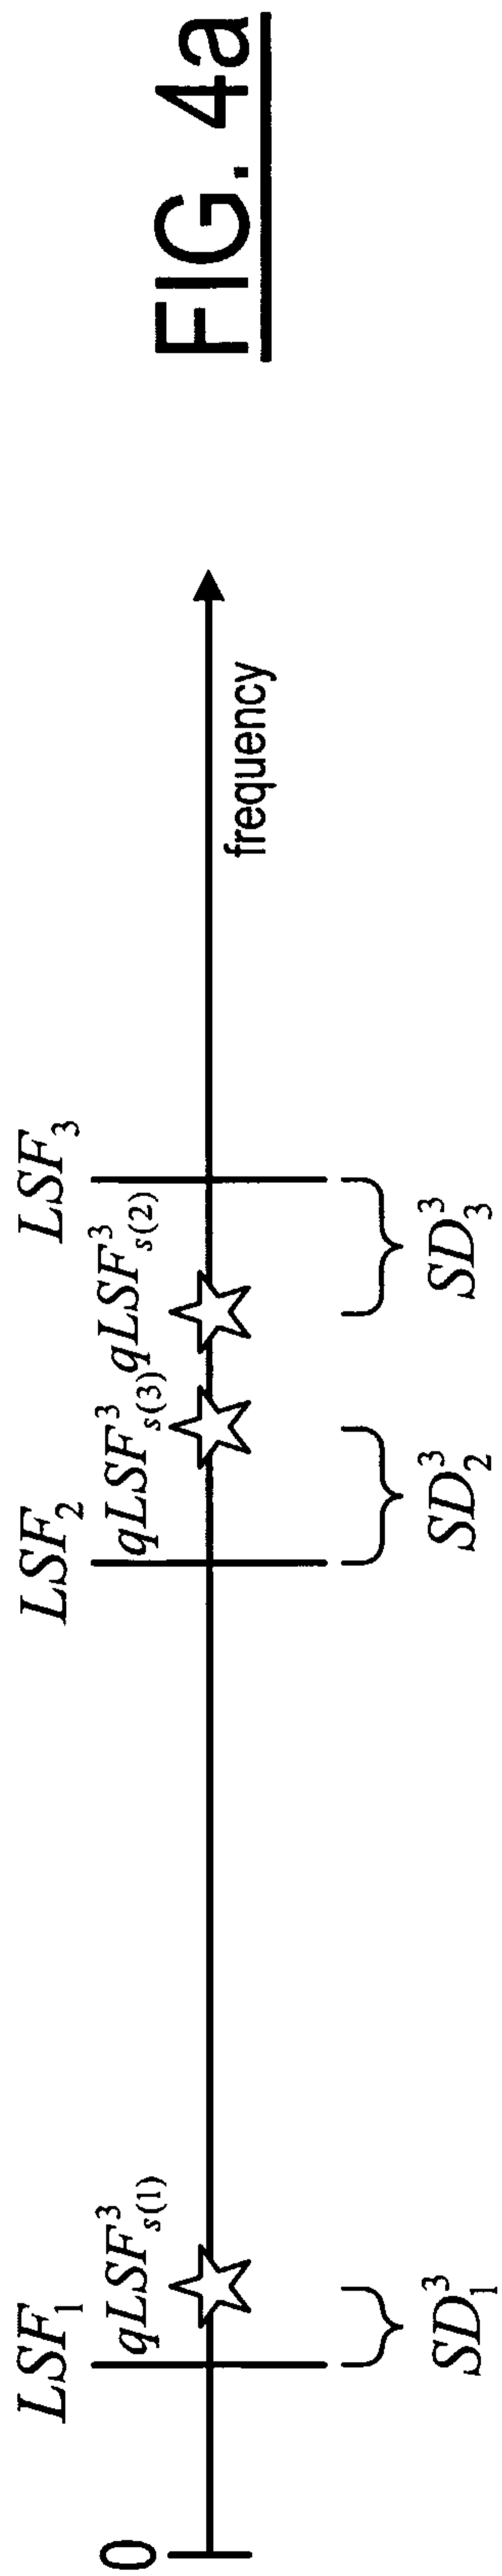 FIG. 4a
0
LSF₁
LSF₂
LSF₃
qLSF³ₛ₍₁₎
qLSF³ₛ₍₃₎
qLSF³ₛ₍₂₎
frequency
SD³₁
SD³₂
SD³₃